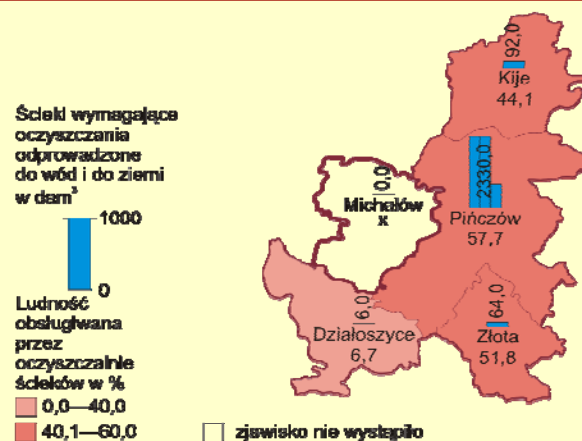 Ścieki wymagające
oczyszczania
odprowadzone
do wód i do ziemi
w dam³
1000
0
Ludność
obsługiwana
przez
oczyszczalnie
ścieków w %
0,0—40,0
40,1—60,0
zjawisko nie wystąpiło
92,0
Kije
44,1
2330,0
Pińczów
57,7
0,0
Michałów
x
6,0
Działoszyce
6,7
64,0
Złota
51,8